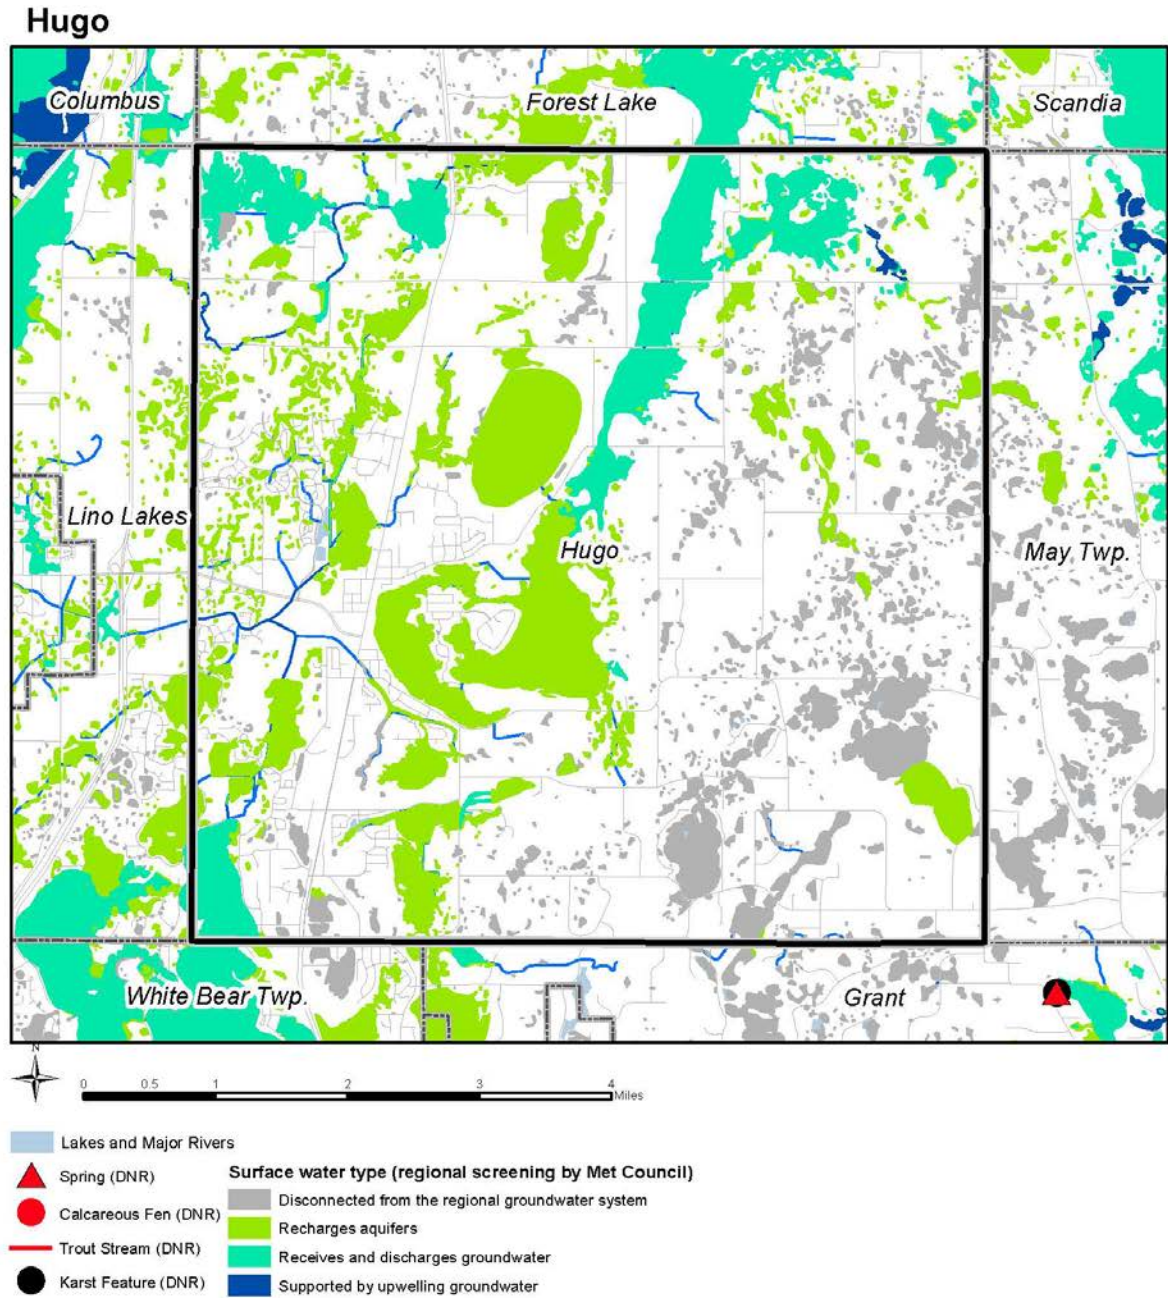 Hugo
Columbus
Forest Lake
Scandia
Lino Lakes
Hugo
May Twp.
White Bear Twp.
Grant
N
0 0.5 1 2 3 4
Miles
Lakes and Major Rivers
Spring (DNR)
Calcareous Fen (DNR)
Trout Stream (DNR)
Karst Feature (DNR)
Surface water type (regional screening by Met Council)
Disconnected from the regional groundwater system
Recharges aquifers
Receives and discharges groundwater
Supported by upwelling groundwater